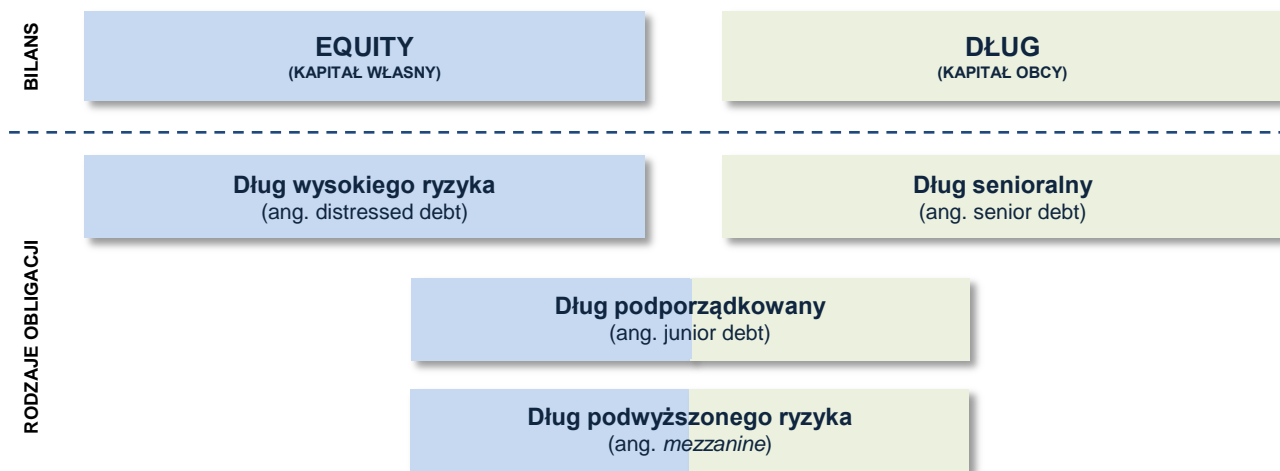 BILANS
EQUITY
(KAPITAŁ WŁASNY)
DŁUG
(KAPITAŁ OBCY)
RODZAJE OBLIGACJI
Dług wysokiego ryzyka
(ang. distressed debt)
Dług senioralny
(ang. senior debt)
Dług podporządkowany
(ang. junior debt)
Dług podwyższonego ryzyka
(ang. mezzanine)